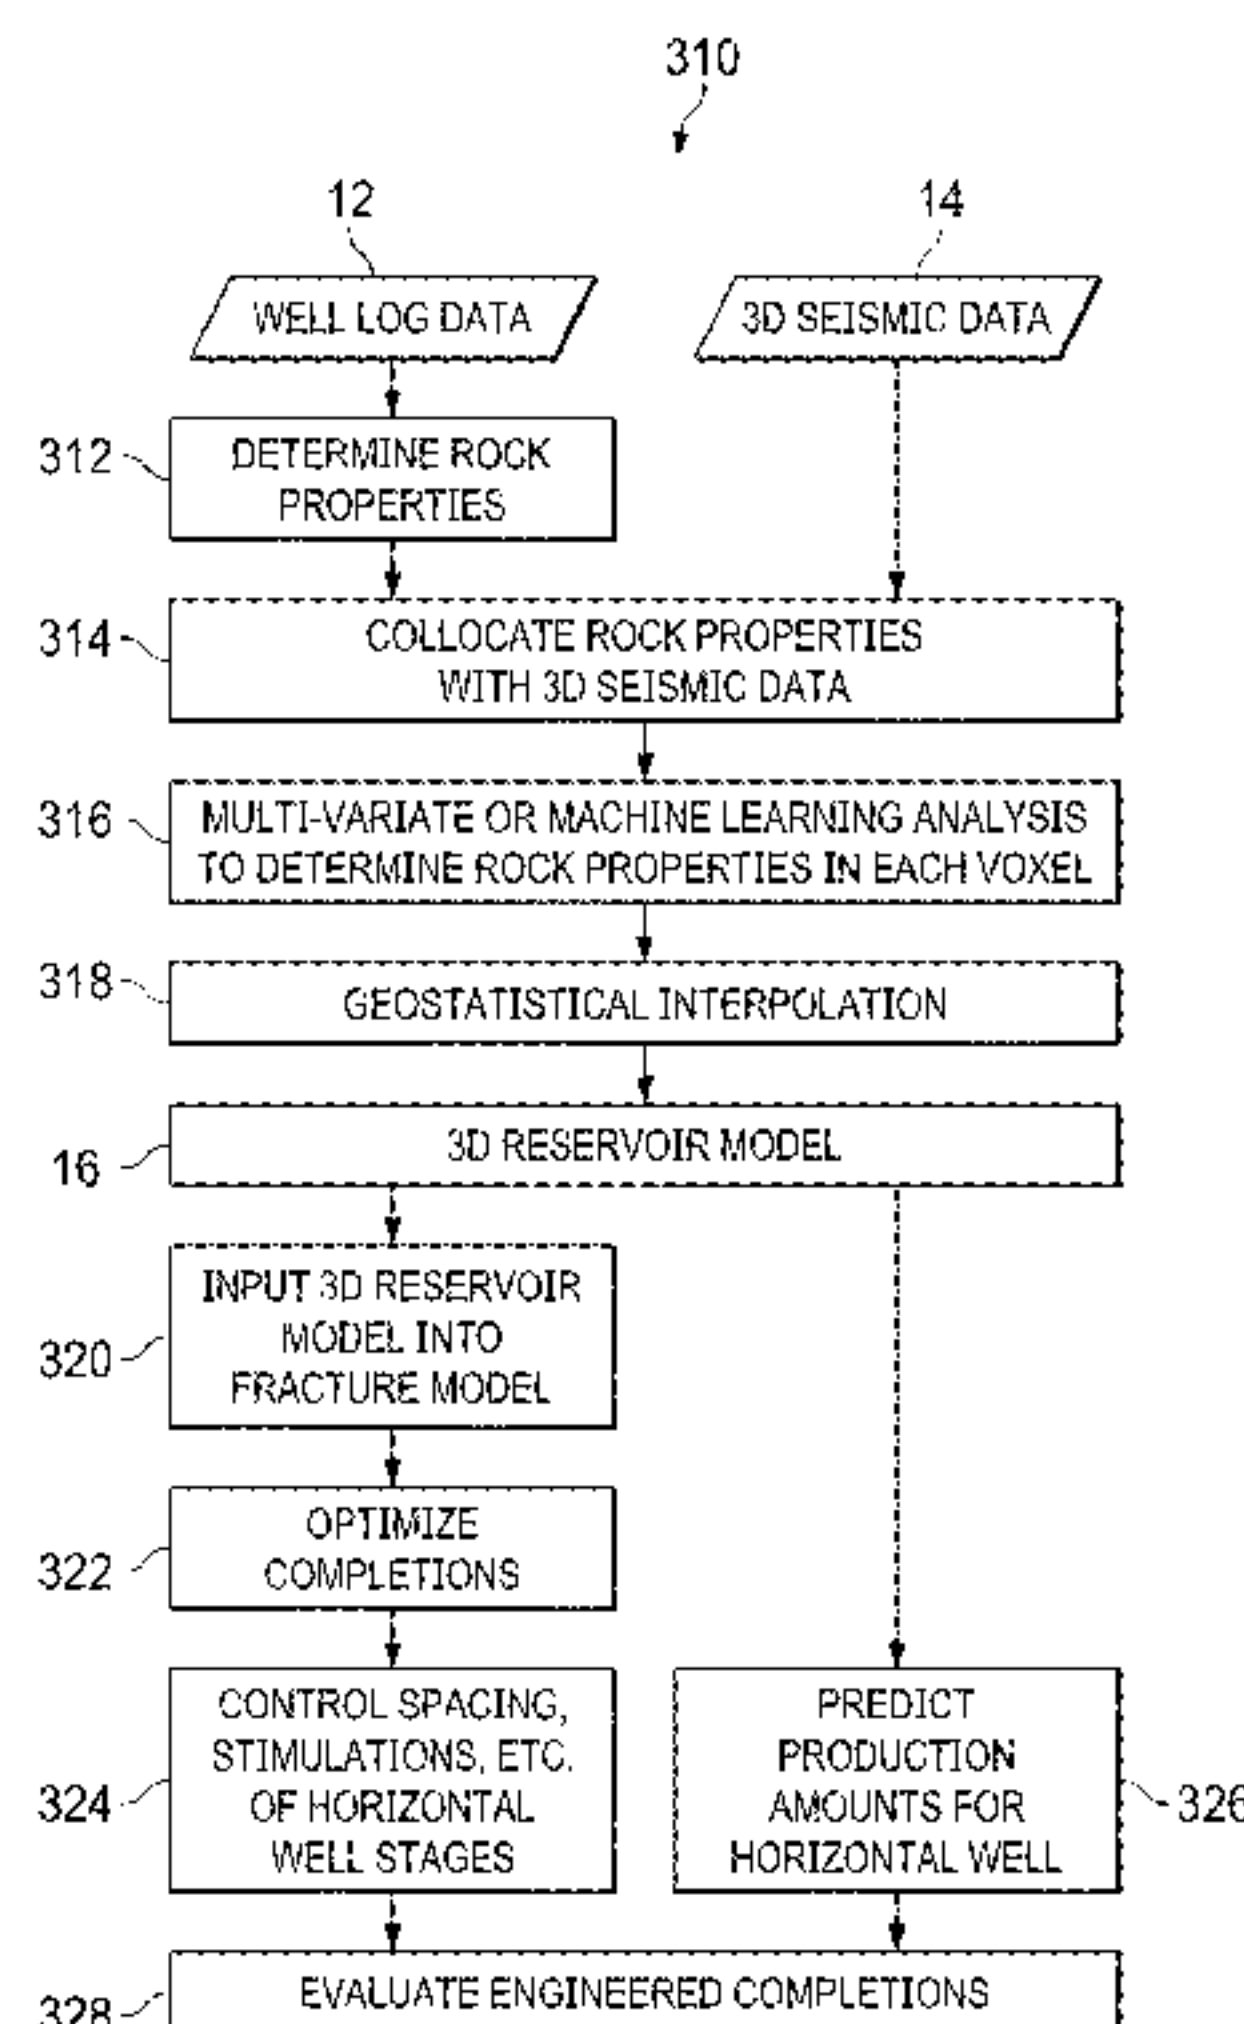 310
12
14
WELL LOG DATA
3D SEISMIC DATA
312
DETERMINE ROCK
PROPERTIES
314
COLLOCATE ROCK PROPERTIES
WITH 3D SEISMIC DATA
316
MULTI-VARIATE OR MACHINE LEARNING ANALYSIS
TO DETERMINE ROCK PROPERTIES IN EACH VOXEL
318
GEOSTATISTICAL INTERPOLATION
16
3D RESERVOIR MODEL
320
INPUT 3D RESERVOIR
MODEL INTO
FRACTURE MODEL
322
OPTIMIZE
COMPLETIONS
324
CONTROL SPACING,
STIMULATIONS, ETC.
OF HORIZONTAL
WELL STAGES
PREDICT
PRODUCTION
AMOUNTS FOR
HORIZONTAL WELL
326
328
EVALUATE ENGINEERED COMPLETIONS